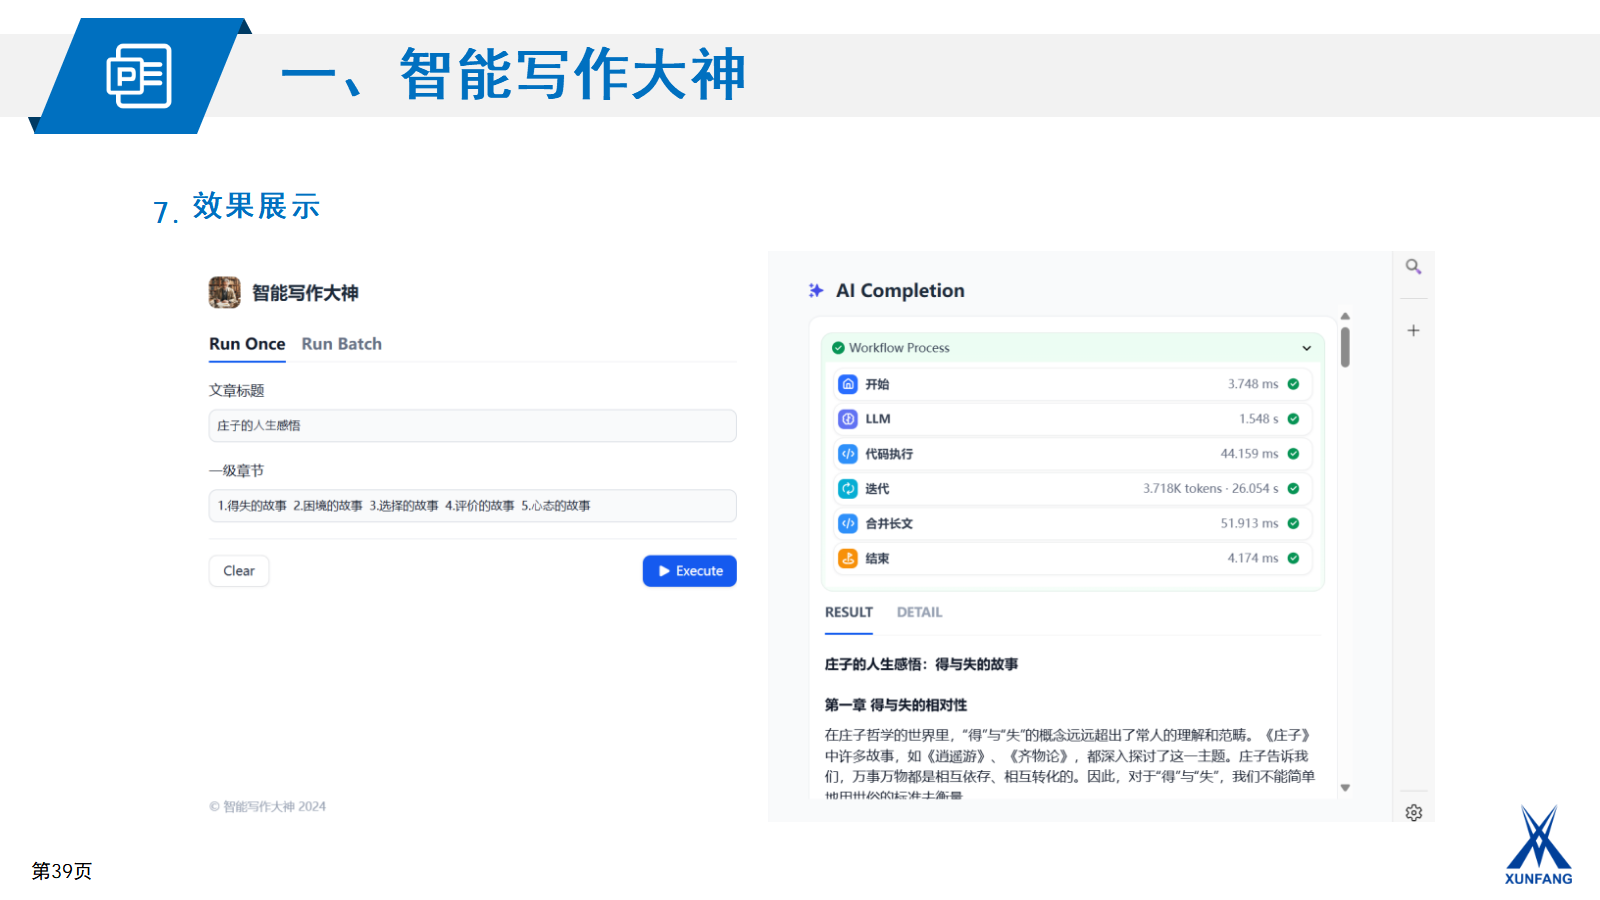 一、智能写作大神
7. 效果展示
智能写作大神
Run Once Run Batch
文章标题
庄子的人生感悟
一级章节
1.得失的故事 2.困境的故事 3.选择的故事 4.评价的故事 5.心态的故事
Clear
Execute
© 智能写作大神 2024
AI Completion
Workflow Process
开始 3.748 ms
LLM 1.548 s
代码执行 44.159 ms
迭代 3.718K tokens · 26.054 s
合并长文 51.913 ms
结束 4.174 ms
RESULT DETAIL
庄子的人生感悟：得与失的故事
第一章 得与失的相对性
在庄子哲学的世界里，“得”与“失”的概念远远超出了常人的理解和范畴。《庄子》
中许多故事，如《逍遥游》、《齐物论》，都深入探讨了这一主题。庄子告诉我
们，万事万物都是相互依存、相互转化的。因此，对于“得”与“失”，我们不能简单
地用世俗的标准去衡量
第39页
XUNFANG